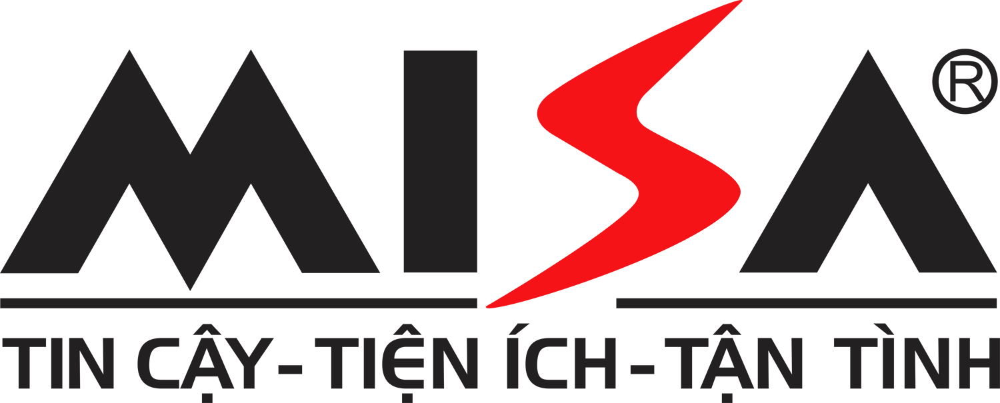 MISA®
TIN CẬY - TIỆN ÍCH - TẬN TÌNH